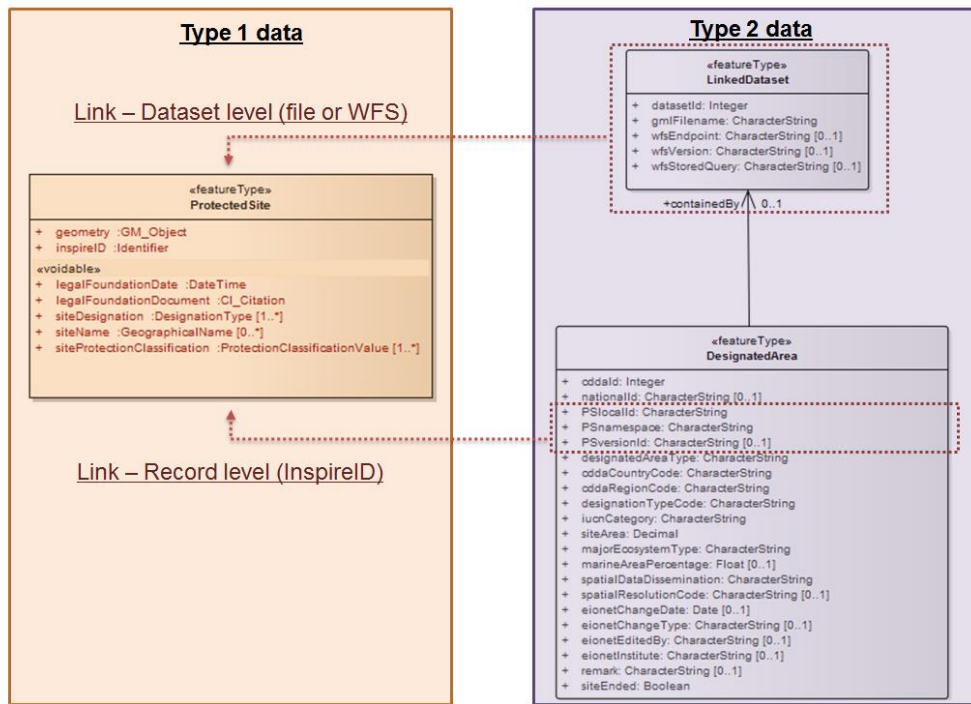 Type 1 data
Link – Dataset level (file or WFS)
«featureType»
ProtectedSite
+ geometry :GM_Object
+ inspireID :Identifier
«voidable»
+ legalFoundationDate :DateTime
+ legalFoundationDocument :CI_Citation
+ siteDesignation :DesignationType [1..*]
+ siteName :GeographicalName [0..*]
+ siteProtectionClassification :ProtectionClassificationValue [1..*]
Link – Record level (InspireID)
Type 2 data
«featureType»
LinkedDataset
+ datasetId: Integer
+ gmlFilename: CharacterString
+ wfsEndpoint: CharacterString [0..1]
+ wfsVersion: CharacterString [0..1]
+ wfsStoredQuery: CharacterString [0..1]
+containedBy 0..1
«featureType»
DesignatedArea
+ cddaId: Integer
+ nationalId: CharacterString [0..1]
+ PSlocalId: CharacterString
+ PSnamespace: CharacterString
+ PSversionId: CharacterString [0..1]
+ designatedAreaType: CharacterString
+ cddaCountryCode: CharacterString
+ cddaRegionCode: CharacterString
+ designationTypeCode: CharacterString
+ iucnCategory: CharacterString
+ siteArea: Decimal
+ majorEcosystemType: CharacterString
+ marineAreaPercentage: Float [0..1]
+ spatialDataDissemination: CharacterString
+ spatialResolutionCode: CharacterString [0..1]
+ eionetChangeDate: Date [0..1]
+ eionetChangeType: CharacterString [0..1]
+ eionetEditedBy: CharacterString [0..1]
+ eionetInstitute: CharacterString [0..1]
+ remark: CharacterString [0..1]
+ siteEnded: Boolean